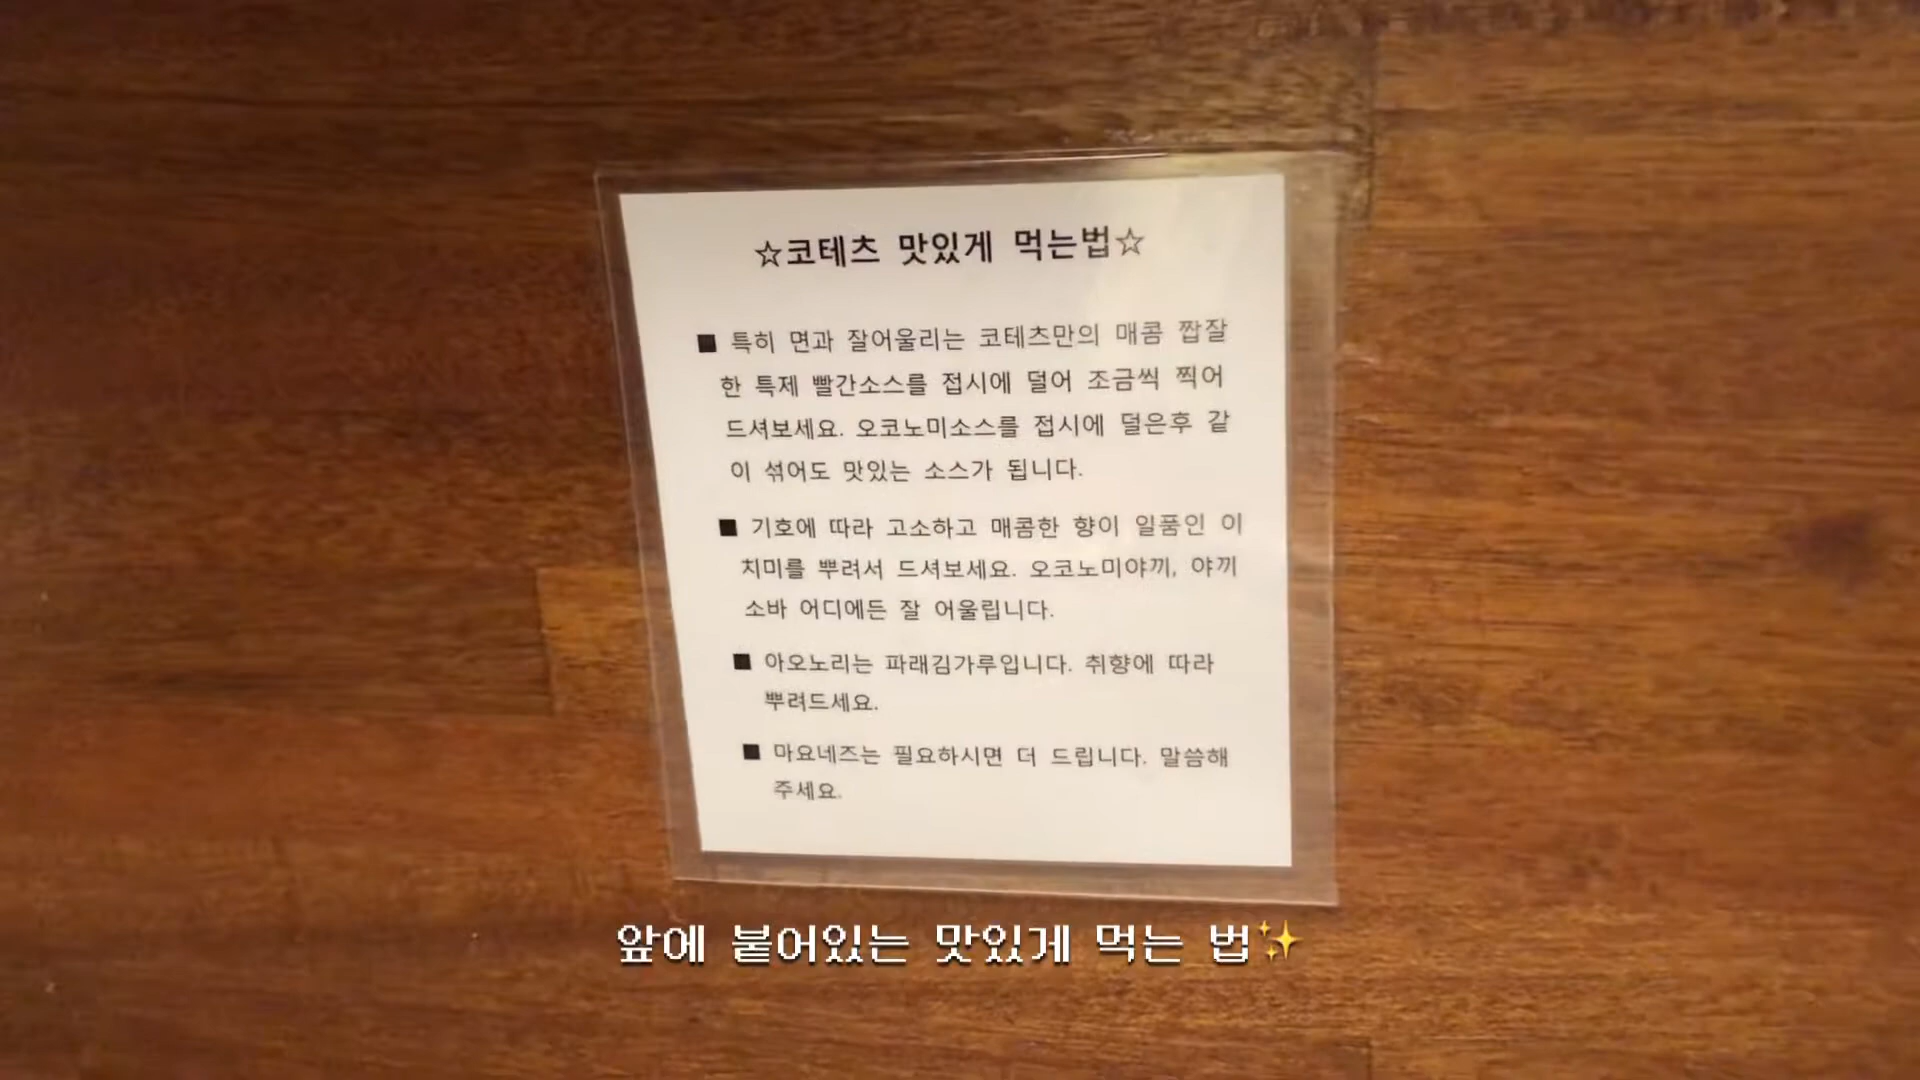 ☆코테츠 맛있게 먹는법☆
■ 특히 면과 잘어울리는 코테츠만의 매콤 짭잘
한 특제 빨간소스를 접시에 덜어 조금씩 찍어
드셔보세요. 오코노미소스를 접시에 덜은후 같
이 섞어도 맛있는 소스가 됩니다.
■ 기호에 따라 고소하고 매콤한 향이 일품인 이
치미를 뿌려서 드셔보세요. 오코노미야끼, 야끼
소바 어디에든 잘 어울립니다.
■ 아오노리는 파래김가루입니다. 취향에 따라
뿌려드세요.
■ 마요네즈는 필요하시면 더 드립니다. 말씀해
주세요.
앞에 붙어있는 맛있게 먹는 법✨